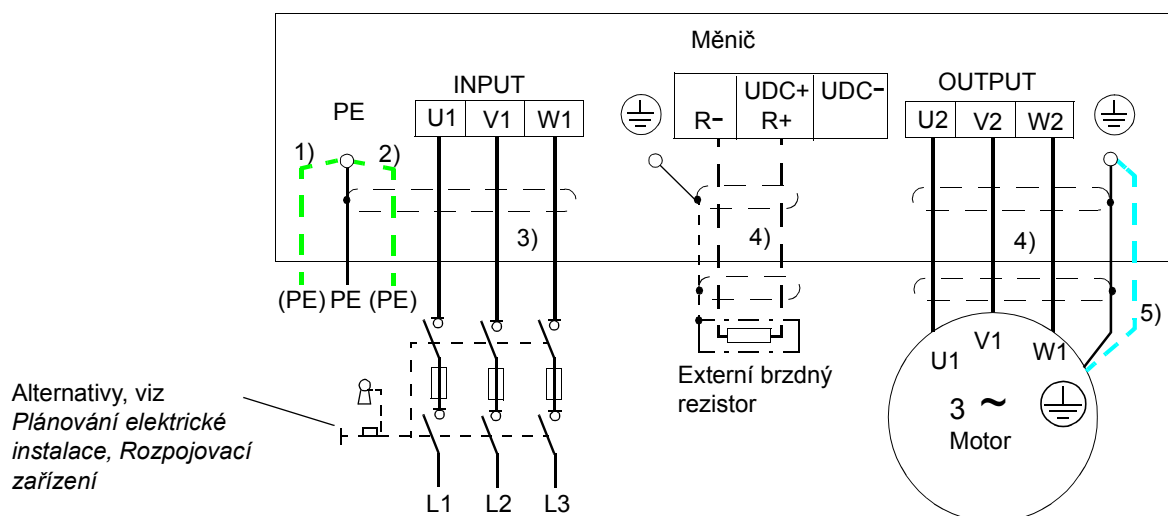 Měnič
INPUT
OUTPUT
PE
U1 V1 W1
R- UDC+ R+ UDC-
U2 V2 W2
1) 2)
3)
4)
4)
5)
(PE) PE (PE)
U1 V1 W1
3 ~
Motor
Externí brzdný
rezistor
Alternativy, viz
Plánování elektrické
instalace, Rozpojovací
zařízení
L1 L2 L3